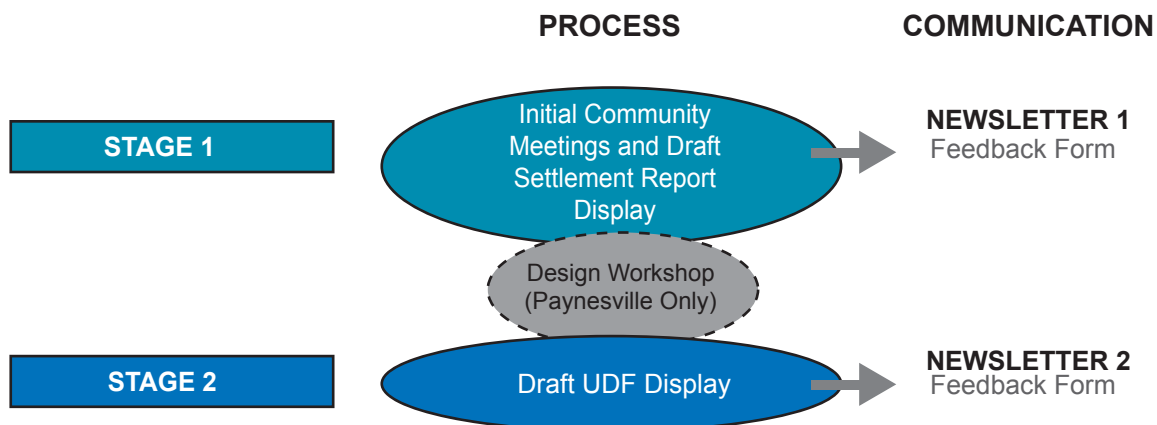 PROCESS
COMMUNICATION
STAGE 1
Initial Community
Meetings and Draft
Settlement Report
Display
NEWSLETTER 1
Feedback Form
Design Workshop
(Paynesville Only)
STAGE 2
Draft UDF Display
NEWSLETTER 2
Feedback Form